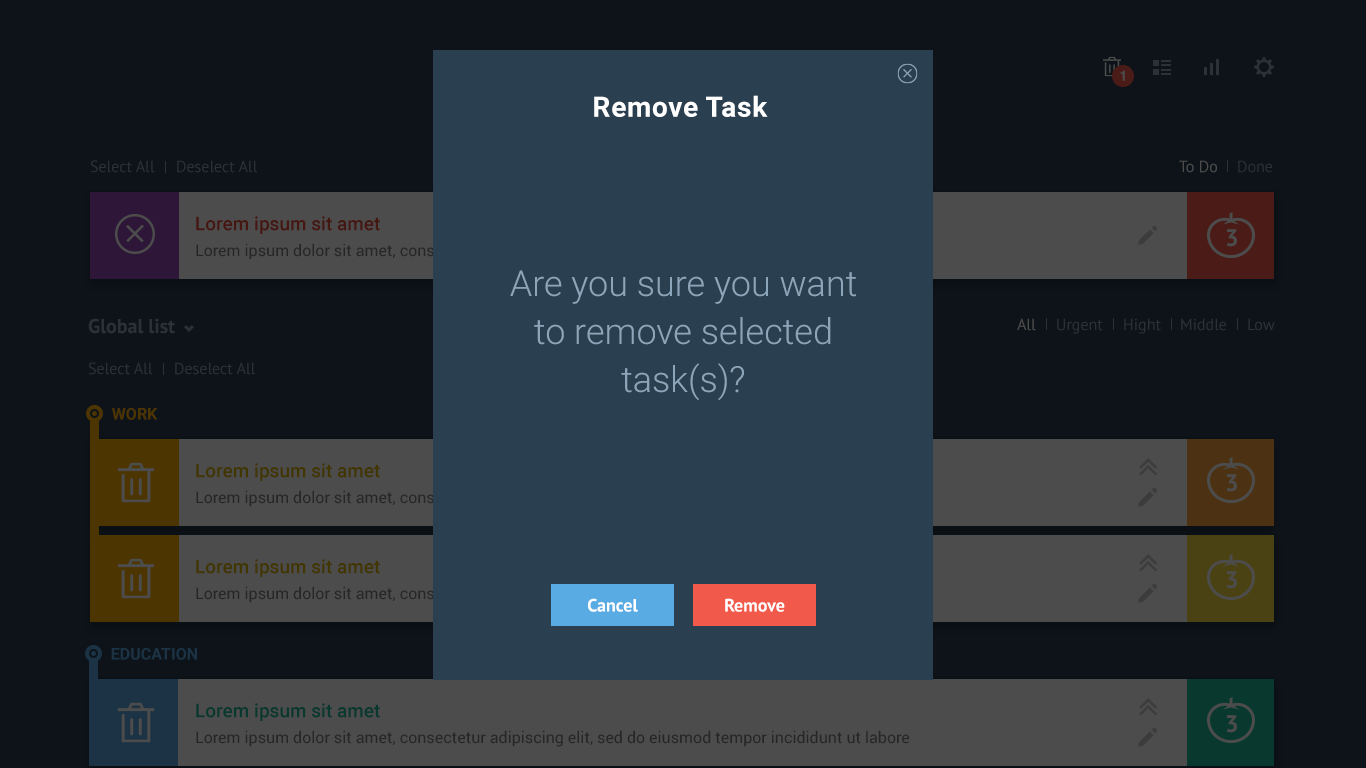 1
Remove Task
Select All | Deselect All
To Do | Done
Lorem ipsum sit amet
Lorem ipsum dolor sit amet, cons
3
Are you sure you want
to remove selected
task(s)?
Global list
All | Urgent | Hight | Middle | Low
Select All | Deselect All
WORK
Lorem ipsum sit amet
Lorem ipsum dolor sit amet, cons
3
Lorem ipsum sit amet
Lorem ipsum dolor sit amet, cons
3
Cancel
Remove
EDUCATION
Lorem ipsum sit amet
Lorem ipsum dolor sit amet, consectetur adipiscing elit, sed do eiusmod tempor incididunt ut labore
3